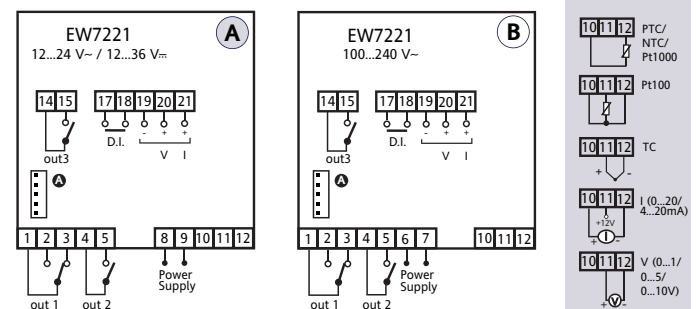 EW7221
12...24 V~ / 12...36 V⎓
A
14 15 17 18 19 20 21
- + +
D.I.
V I
out3
A
1 2 3 4 5 8 9 10 11 12
Power
Supply
out 1 out 2
EW7221
100...240 V~
B
14 15 17 18 19 20 21
- + +
D.I.
V I
out3
A
1 2 3 4 5 6 7 10 11 12
Power
Supply
out 1 out 2
10 11 12 PTC/
NTC/
Pt1000
10 11 12 Pt100
10 11 12 TC
+ -
10 11 12 I (0...20/
4...20mA)
+12V
+ I -
10 11 12 V (0...1/
0...5/
0...10V)
+ V -